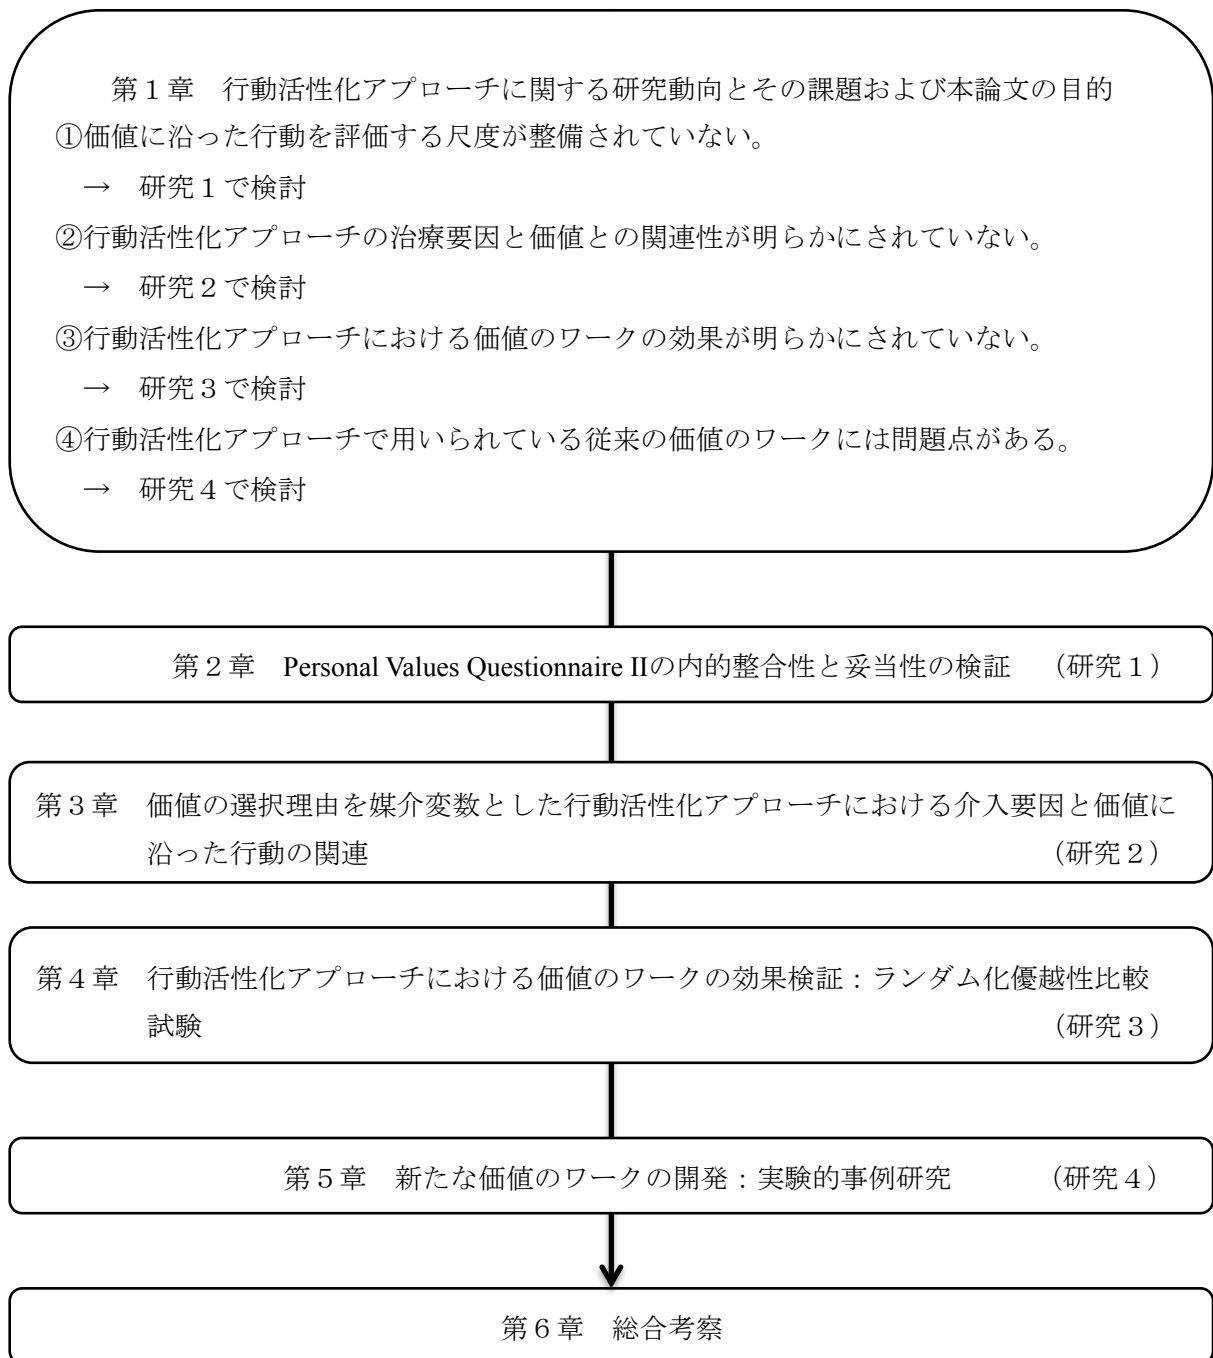 第１章　行動活性化アプローチに関する研究動向とその課題および本論文の目的
①価値に沿った行動を評価する尺度が整備されていない。
→　研究１で検討
②行動活性化アプローチの治療要因と価値との関連性が明らかにされていない。
→　研究２で検討
③行動活性化アプローチにおける価値のワークの効果が明らかにされていない。
→　研究３で検討
④行動活性化アプローチで用いられている従来の価値のワークには問題点がある。
→　研究４で検討
第２章　Personal Values Questionnaire IIの内的整合性と妥当性の検証　（研究１）
第３章　価値の選択理由を媒介変数とした行動活性化アプローチにおける介入要因と価値に
沿った行動の関連　（研究２）
第４章　行動活性化アプローチにおける価値のワークの効果検証：ランダム化優越性比較
試験　（研究３）
第５章　新たな価値のワークの開発：実験的事例研究　（研究４）
第６章　総合考察